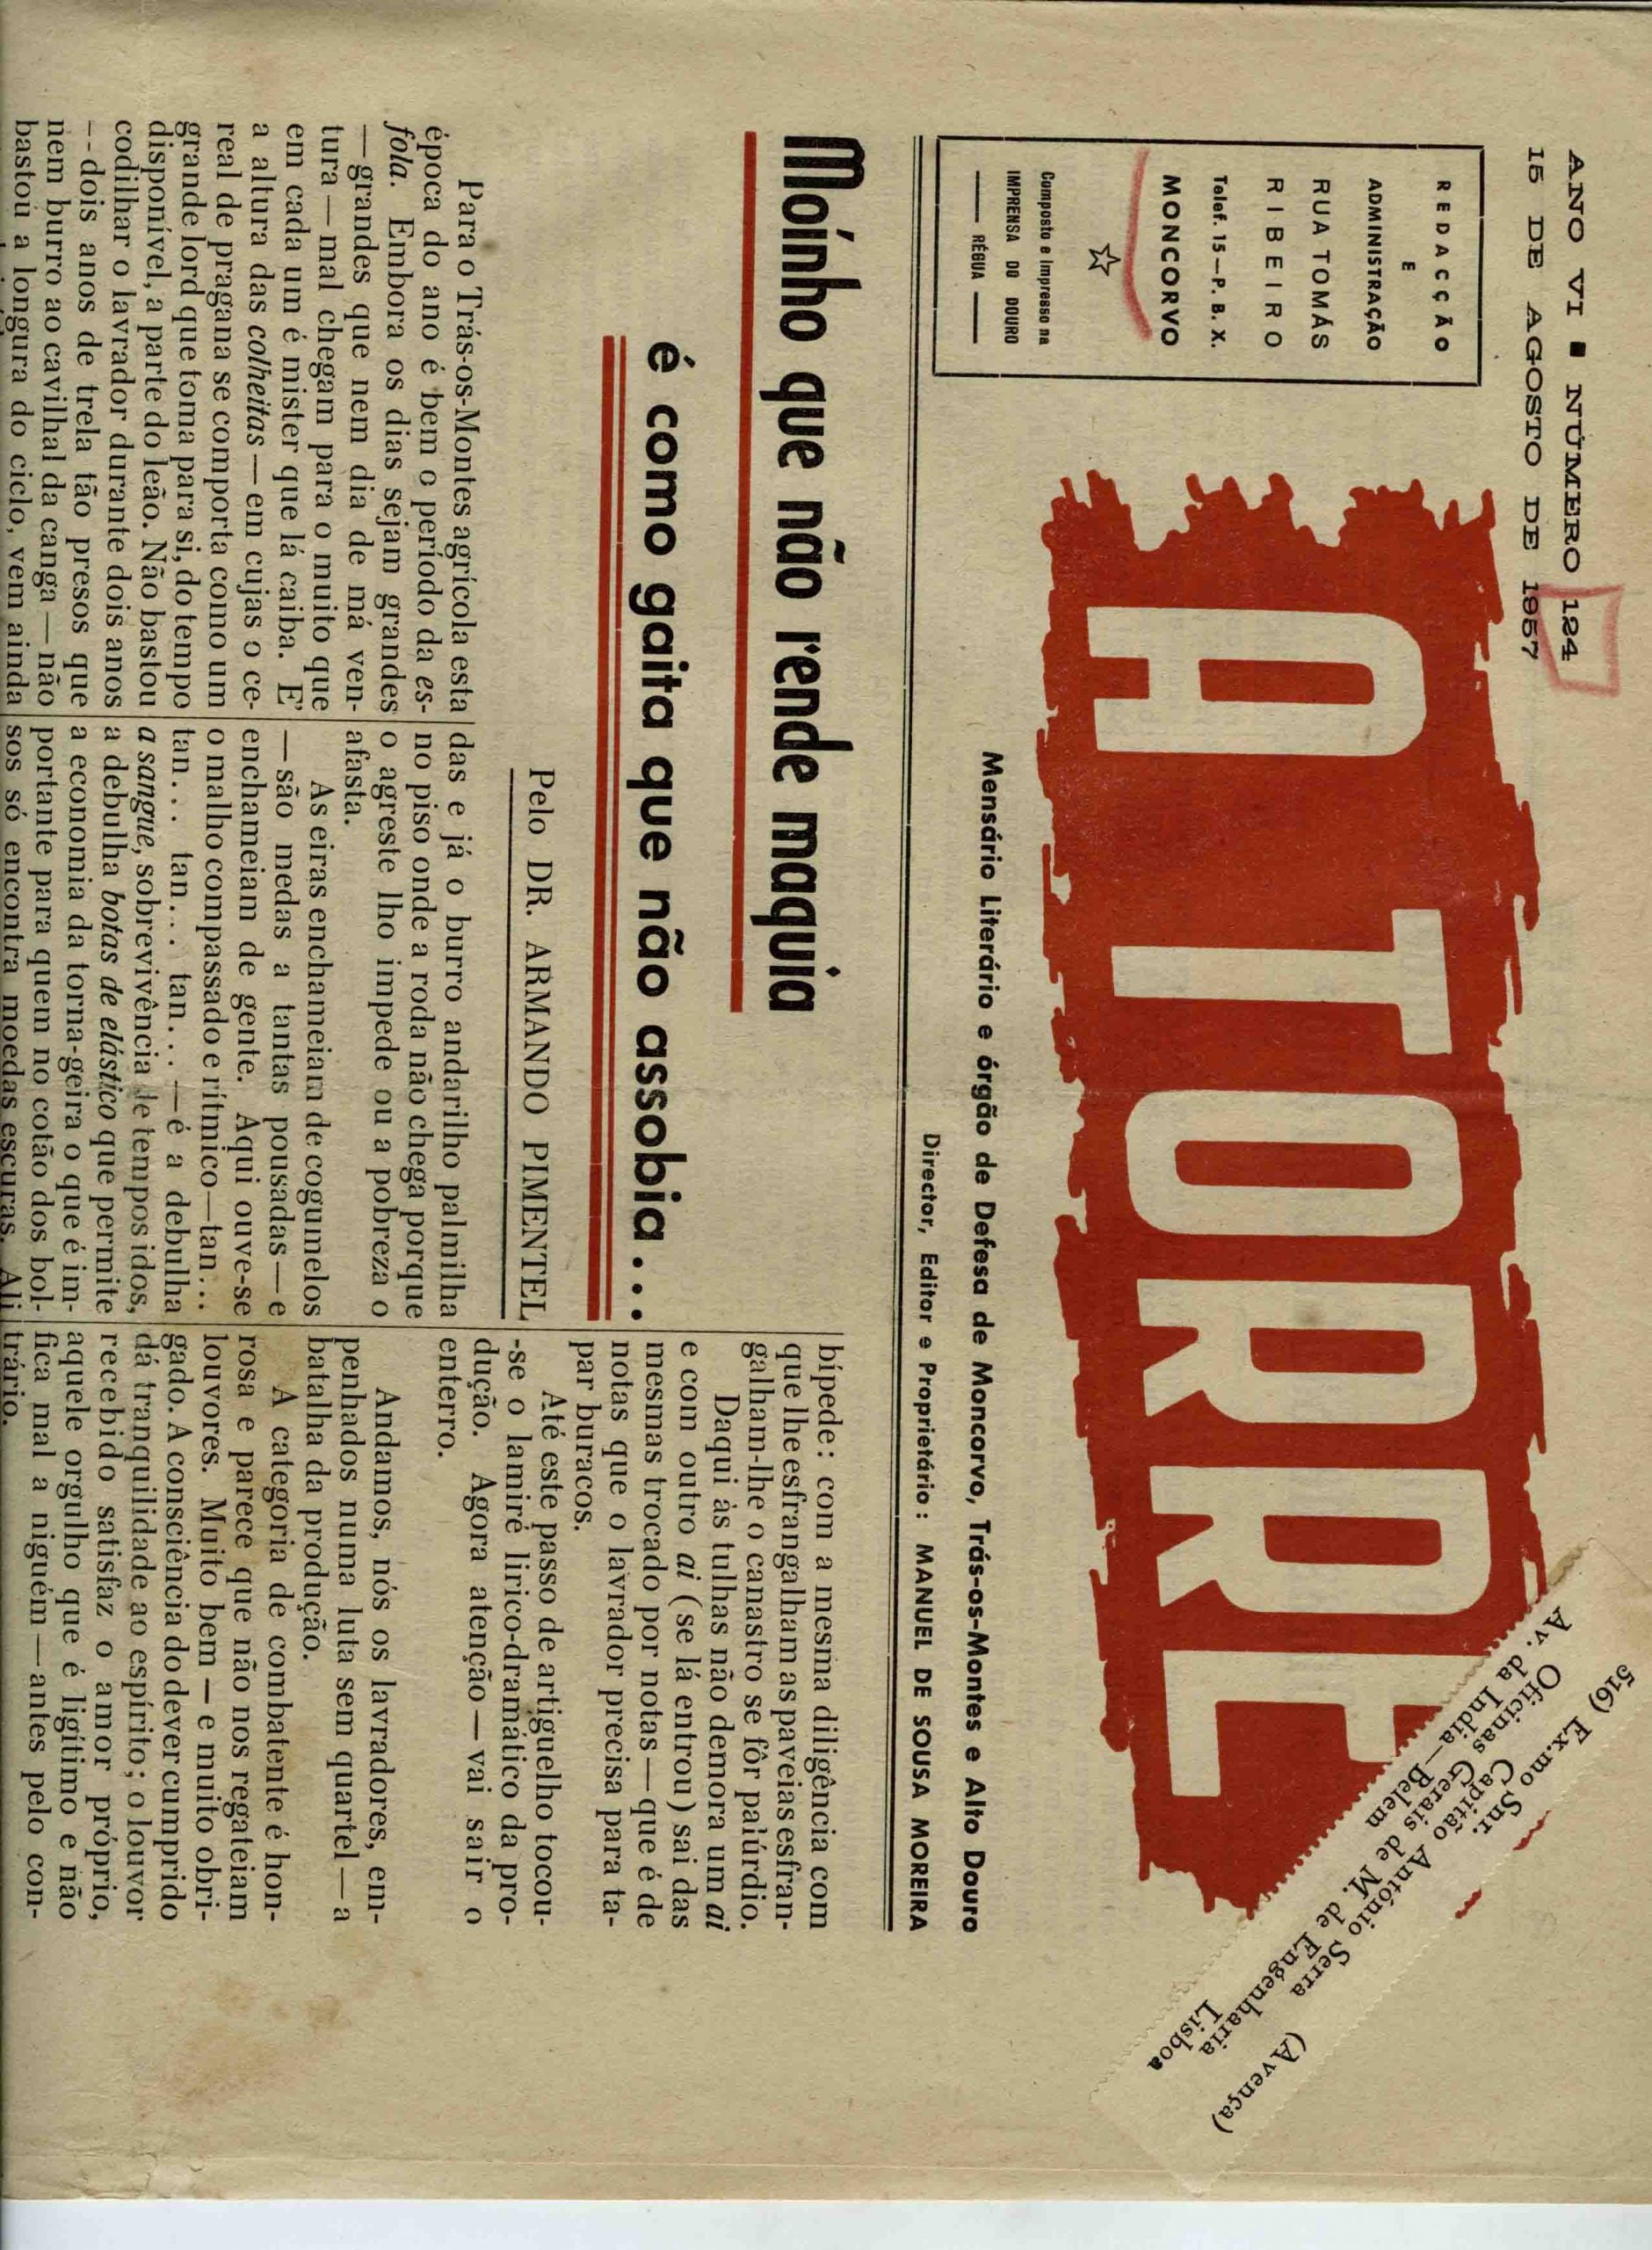 ANO VI ■ NÚMERO 124
15 DE AGOSTO DE 1957
REDACÇÃO
E
ADMINISTRAÇÃO
RUA TOMÁS
RIBEIRO
Telef. 15—P. B. X.
MONCORVO
☆
Composto e Impresso na
IMPRENSA DO DOURO
—— RÉGUA ——
A TORRE
516) Ex.mo Snr.
Capitão António Serra
Oficinas Gerais de M. de Engenharia
Av. da India—Belem
Lisboa
(Avença)
Mensário Literário e órgão de Defesa de Moncorvo, Trás-os-Montes e Alto Douro
Director, Editor e Proprietário: MANUEL DE SOUSA MOREIRA
Moínho que não rende maquia
é como gaita que não assobia...
Pelo DR. ARMANDO PIMENTEL
Para o Trás-os-Montes agrícola esta
época do ano é bem o período da es-
fola. Embora os dias sejam grandes
—grandes que nem dia de má ven-
tura — mal chegam para o muito que
em cada um é mister que lá caiba. E'
a altura das colheitas — em cujas o ce-
real de pragana se comporta como um
grande lord que toma para si, do tempo
disponível, a parte do leão. Não bastou
codilhar o lavrador durante dois anos
-- dois anos de trela tão presos que
nem burro ao cavilhal da canga — não
bastou a longura do ciclo, vem ainda
das e já o burro andarilho palmilha
no piso onde a roda não chega porque
o agreste lho impede ou a pobreza o
afasta.
As eiras enchameiam de cogumelos
— são medas a tantas pousadas — e
enchameiam de gente. Aqui ouve-se
o malho compassado e rítmico—tan...
tan... tan... tan... —é a debulha
a sangue, sobrevivência de tempos idos,
a debulha botas de elástico que permite
a economia da torna-geira o que é im-
portante para quem no cotão dos bol-
sos só encontra moedas escuras. Ali
bípede: com a mesma diligência com
que lhe esfrangalham as paveias esfran-
galham-lhe o canastro se fôr palúrdio.
Daqui às tulhas não demora um ai
e com outro ai (se lá entrou) sai das
mesmas trocado por notas — que é de
notas que o lavrador precisa para ta-
par buracos.
Até este passo de artiguelho tocou-
-se o lamiré lirico-dramático da pro-
dução. Agora atenção — vai sair o
enterro.
Andamos, nós os lavradores, em-
penhados numa luta sem quartel — a
batalha da produção.
A categoria de combatente é hon-
rosa e parece que não nos regateiam
louvores. Muito bem — e muito obri-
gado. A consciência do dever cumprido
dá tranquilidade ao espírito; o louvor
recebido satisfaz o amor próprio,
aquele orgulho que é ligítimo e não
fica mal a niguém — antes pelo con-
trário.